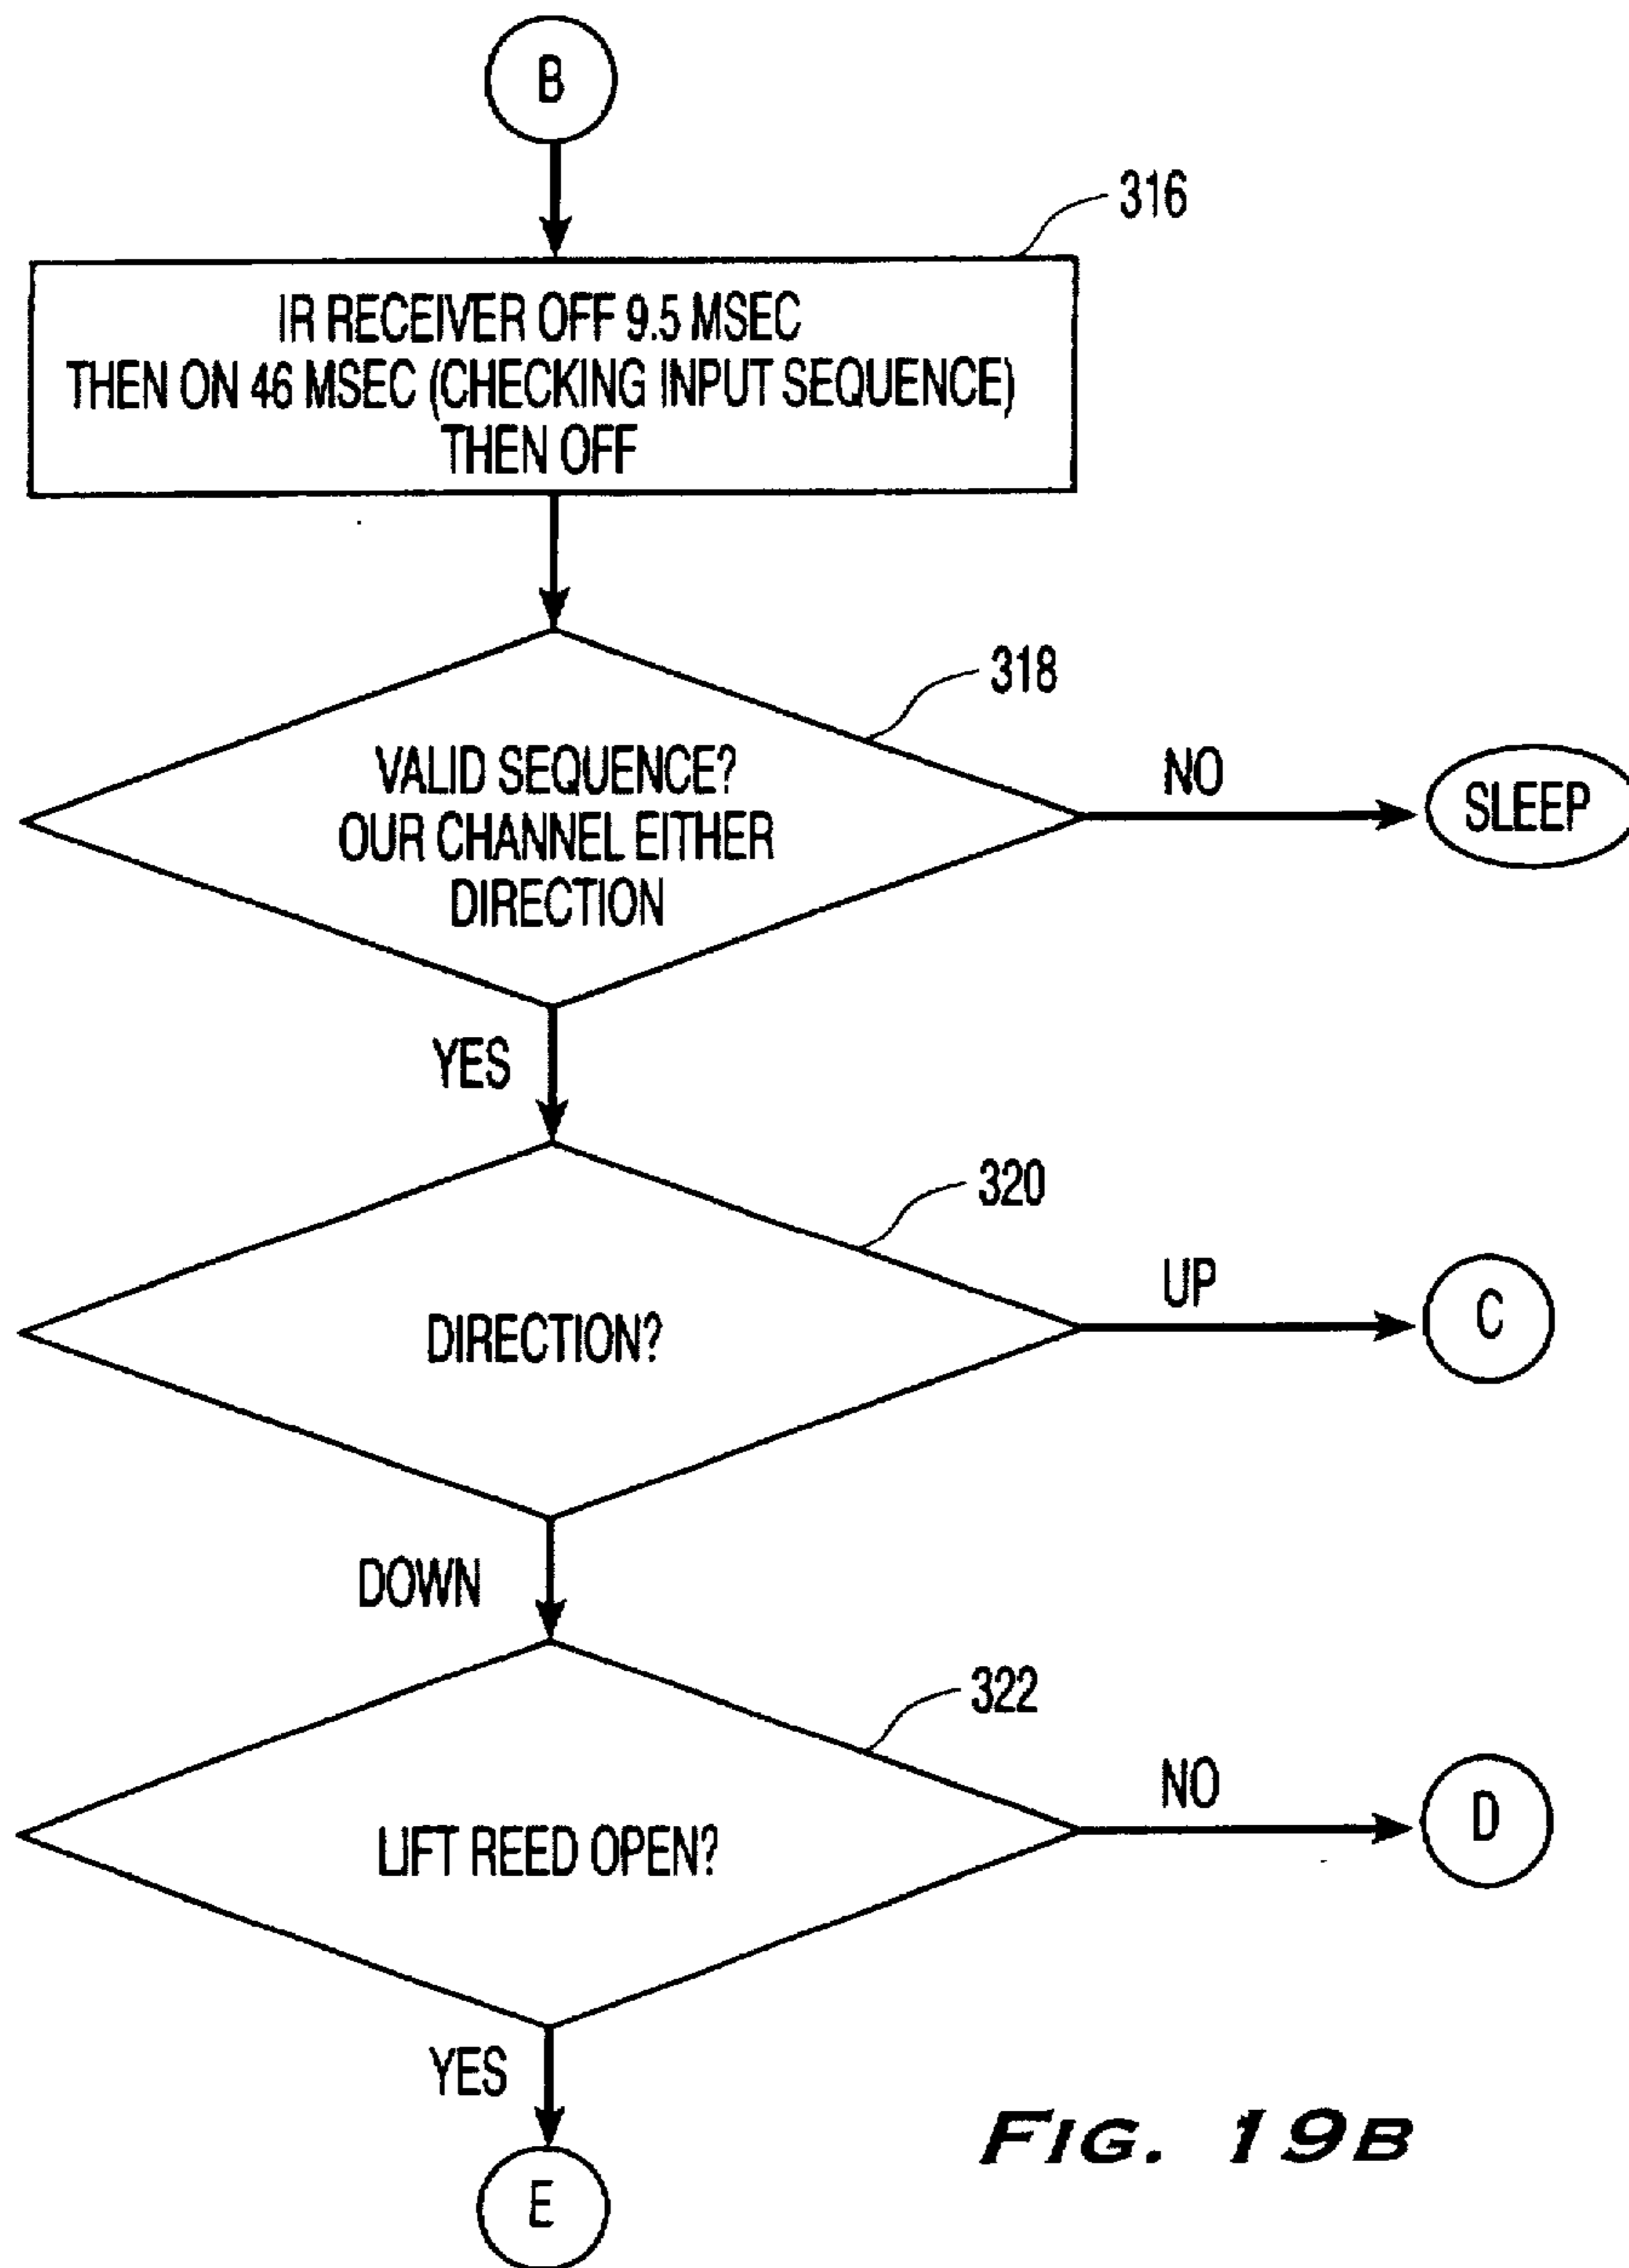 B
316
IR RECEIVER OFF 9.5 MSEC
THEN ON 46 MSEC (CHECKING INPUT SEQUENCE)
THEN OFF
318
VALID SEQUENCE?
OUR CHANNEL EITHER
DIRECTION
NO
SLEEP
YES
320
DIRECTION?
UP
C
DOWN
322
LIFT REED OPEN?
NO
D
YES
E
FIG. 19B